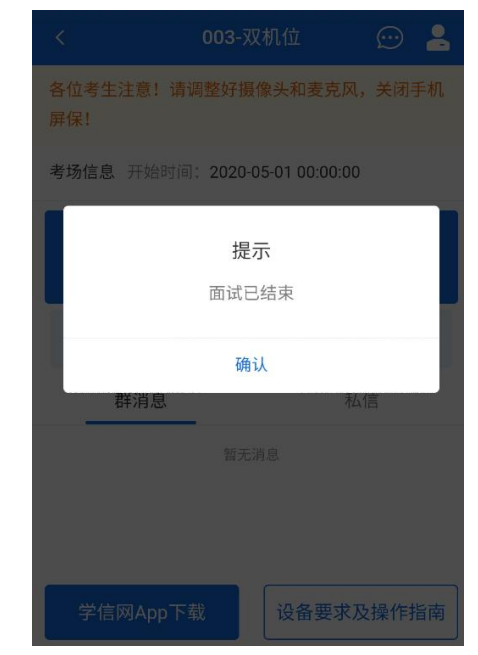 003-双机位
各位考生注意！请调整好摄像头和麦克风，关闭手机
屏保！
考场信息 开始时间：2020-05-01 00:00:00
提示
面试已结束
确认
群消息 私信
暂无消息
学信网App下载 设备要求及操作指南